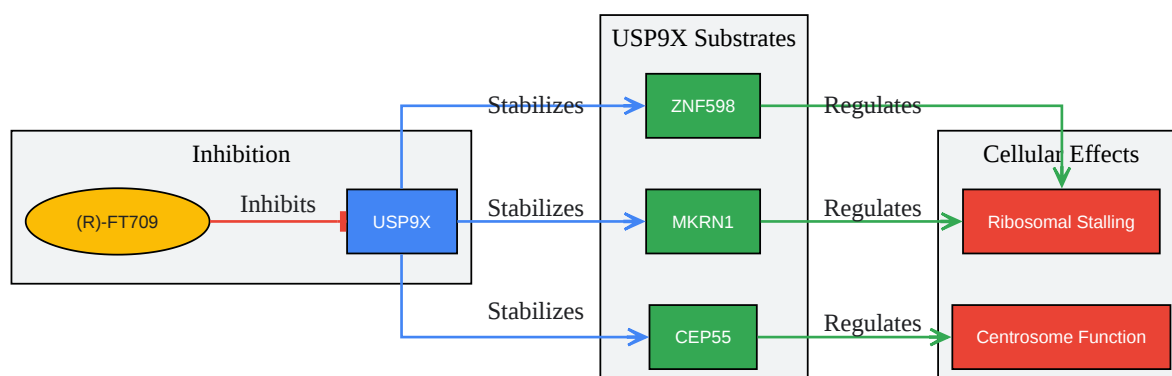 USP9X Substrates
Stabilizes
ZNF598
Regulates
Inhibition
Cellular Effects
(R)-FT709
Inhibits
USP9X
Stabilizes
MKRN1
Regulates
Ribosomal Stalling
Stabilizes
CEP55
Regulates
Centrosome Function